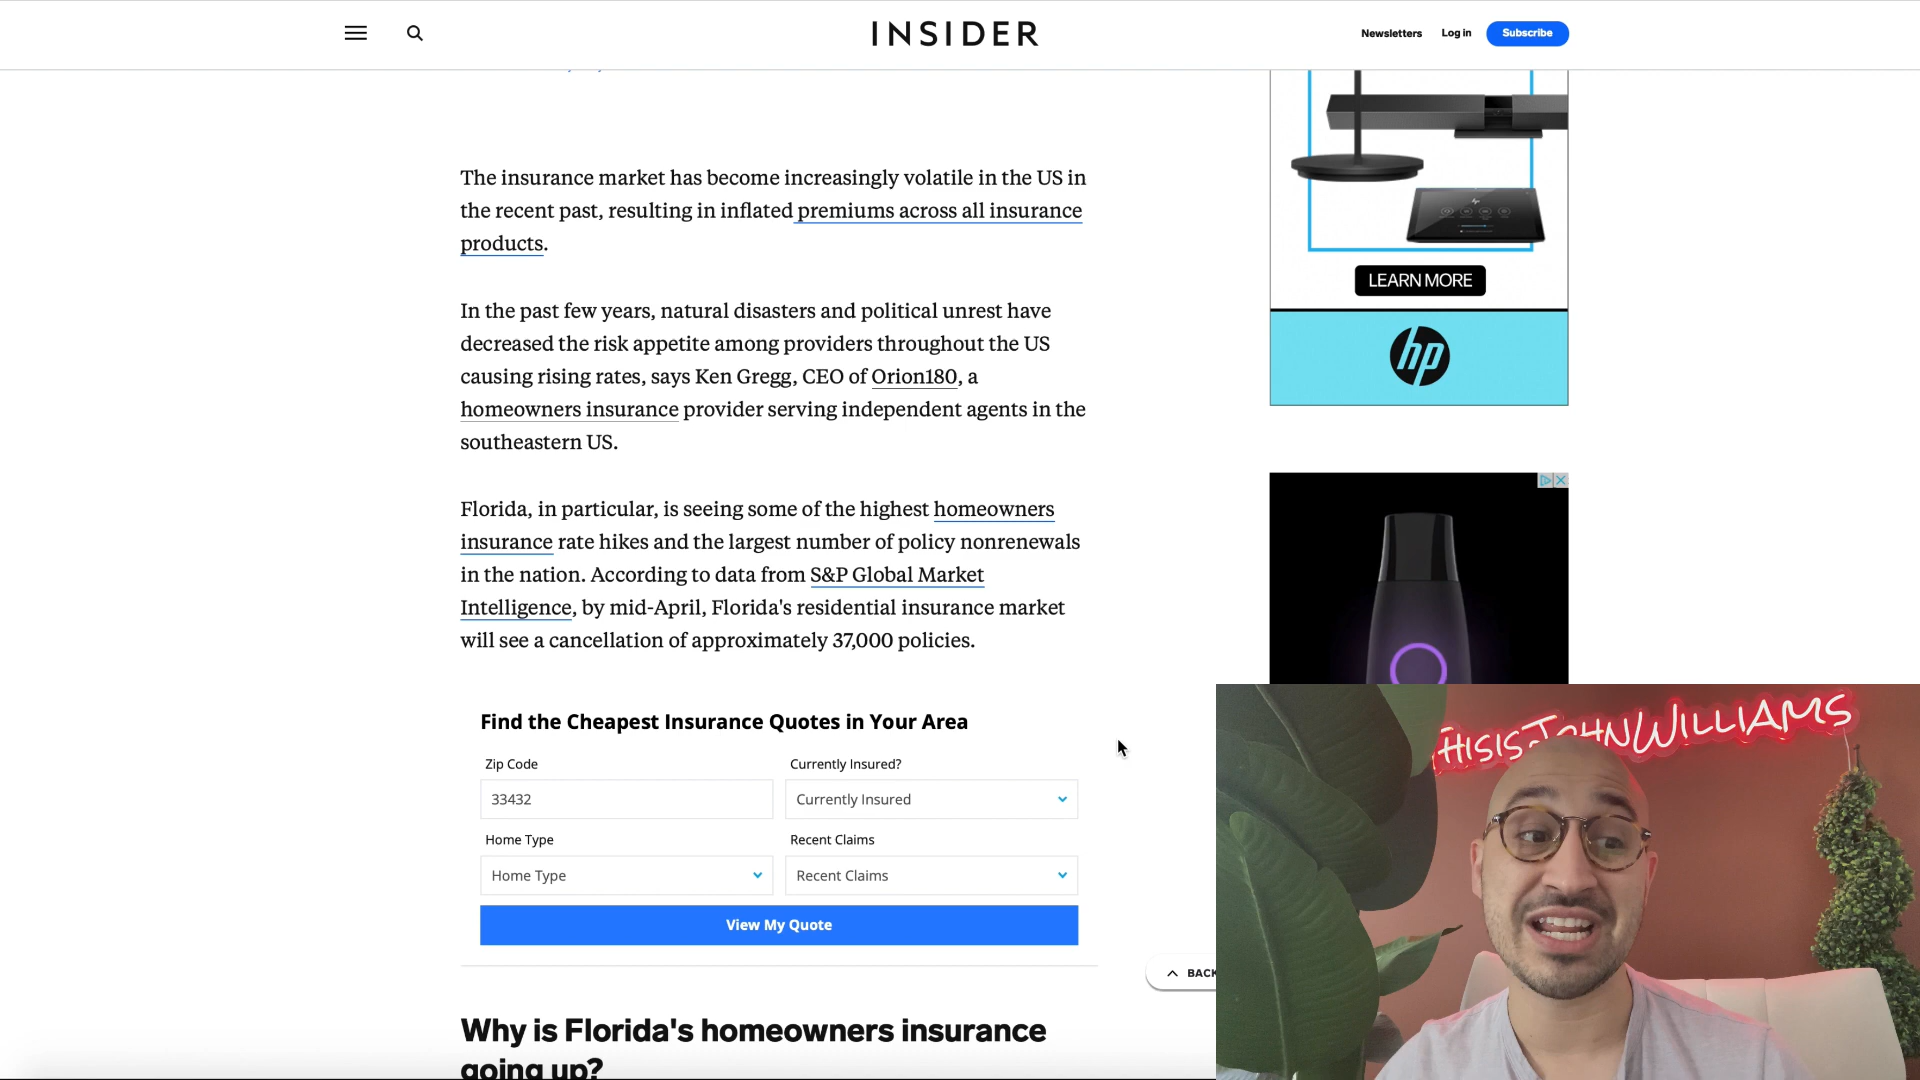 INSIDER
Newsletters
Log in
Subscribe
The insurance market has become increasingly volatile in the US in
the recent past, resulting in inflated premiums across all insurance
products.
In the past few years, natural disasters and political unrest have
decreased the risk appetite among providers throughout the US
causing rising rates, says Ken Gregg, CEO of Orion180, a
homeowners insurance provider serving independent agents in the
southeastern US.
Florida, in particular, is seeing some of the highest homeowners
insurance rate hikes and the largest number of policy nonrenewals
in the nation. According to data from S&P Global Market
Intelligence, by mid-April, Florida's residential insurance market
will see a cancellation of approximately 37,000 policies.
Find the Cheapest Insurance Quotes in Your Area
Zip Code
Currently Insured?
33432
Currently Insured
Home Type
Recent Claims
Home Type
Recent Claims
View My Quote
Why is Florida's homeowners insurance
going up?
LEARN MORE
hp
BACK
THISISJOHNWILLIAMS